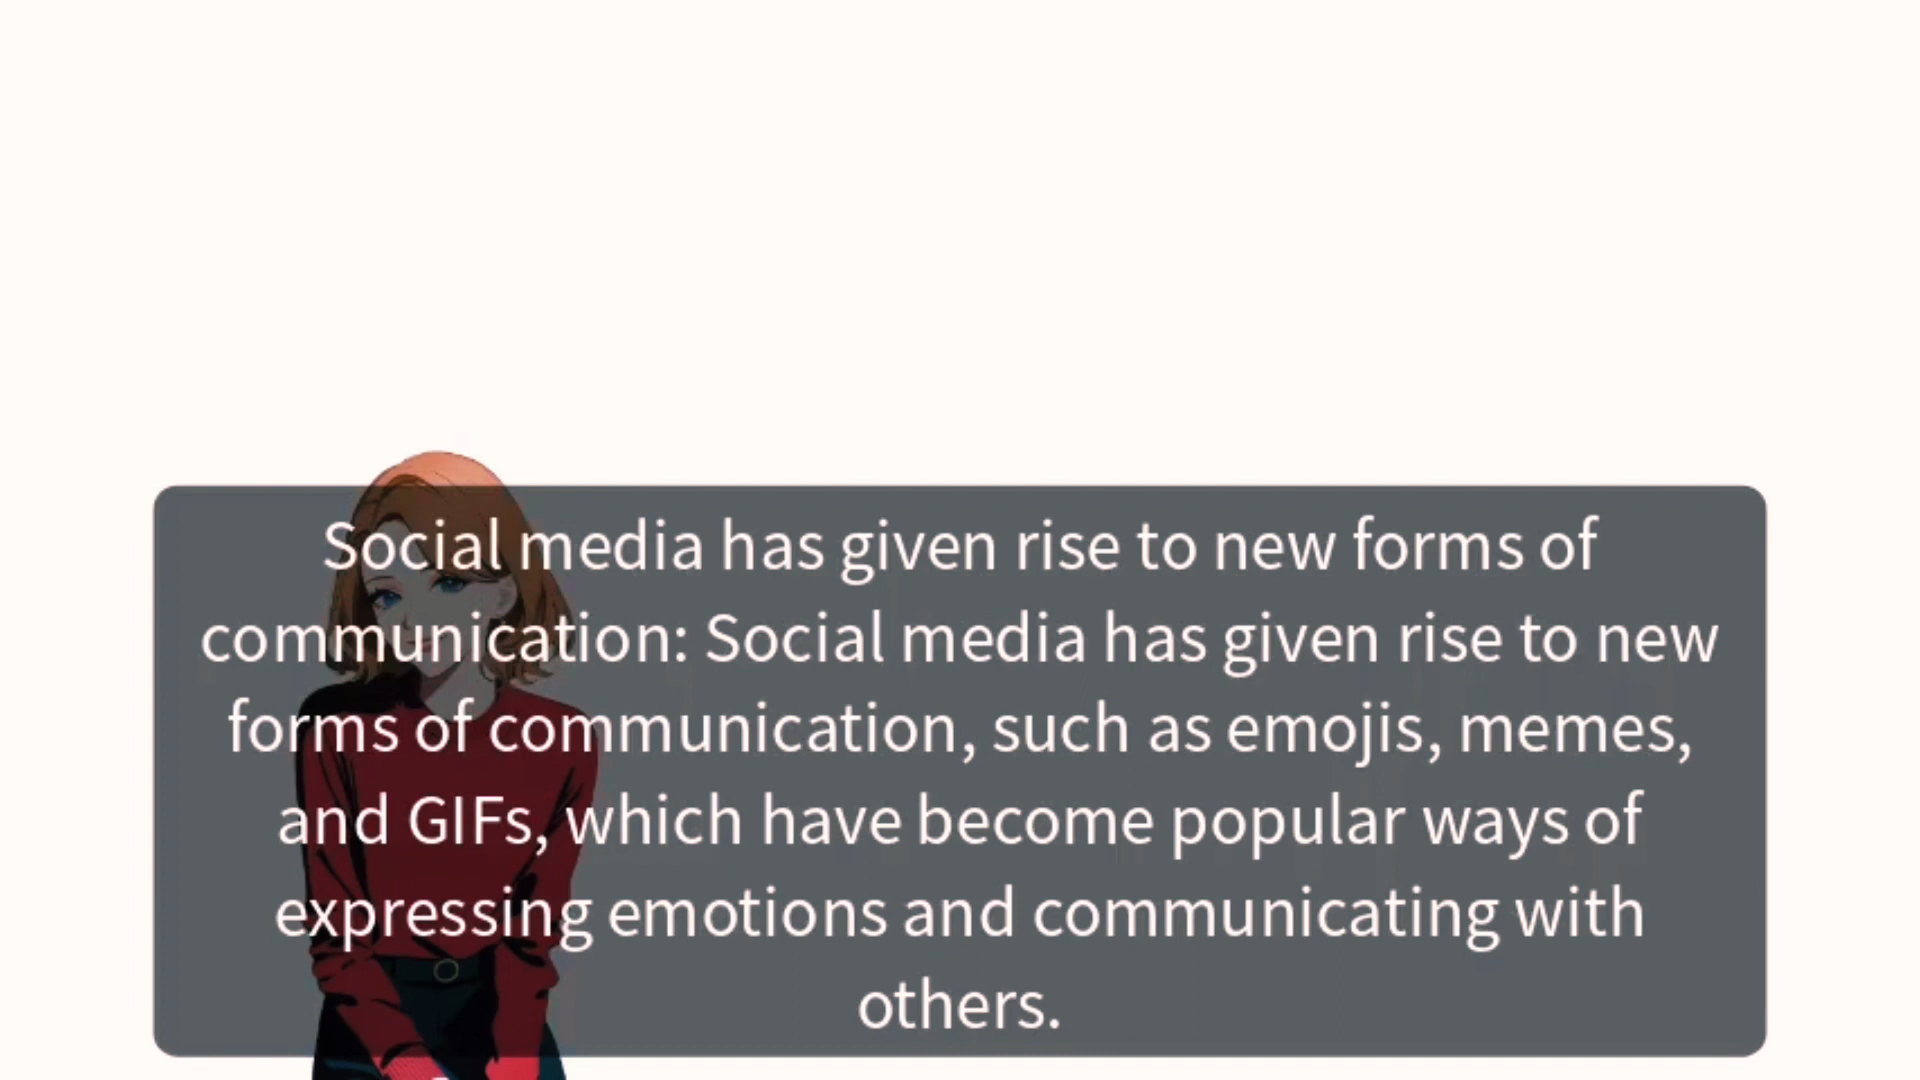 Social media has given rise to new forms of
communication: Social media has given rise to new
forms of communication, such as emojis, memes,
and GIFs, which have become popular ways of
expressing emotions and communicating with
others.